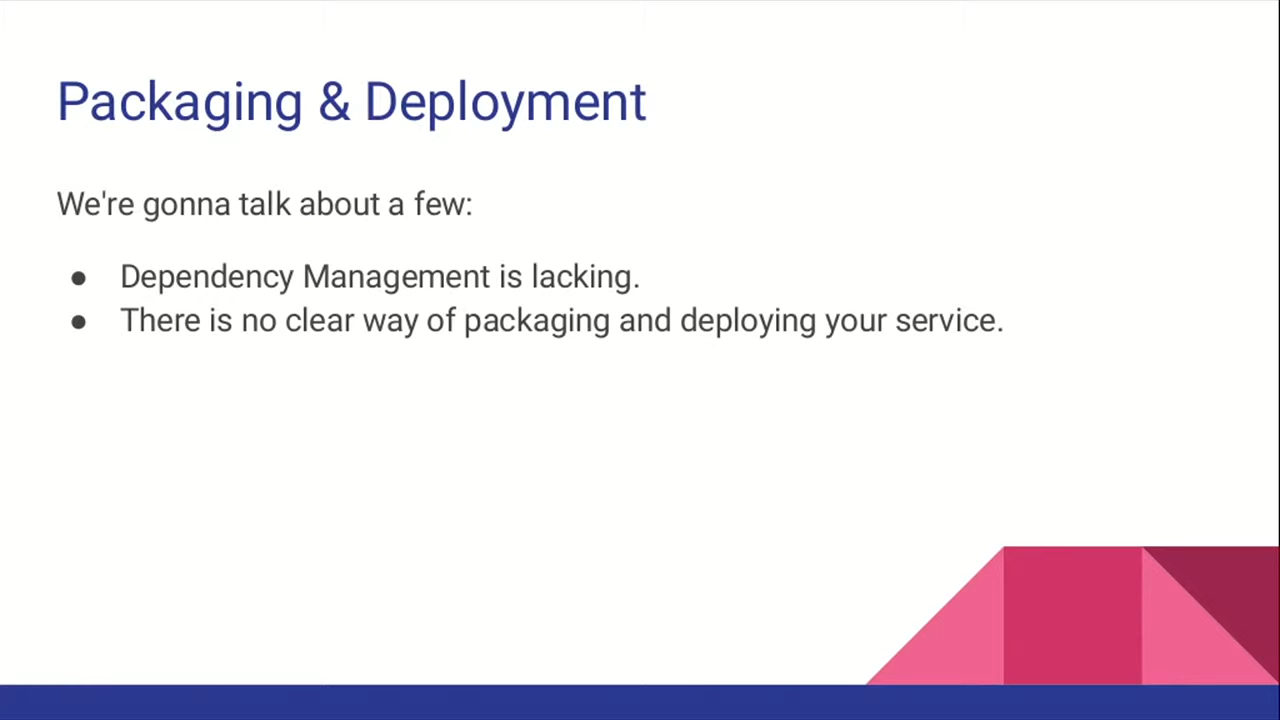 Packaging & Deployment
We're gonna talk about a few:
● Dependency Management is lacking.
● There is no clear way of packaging and deploying your service.